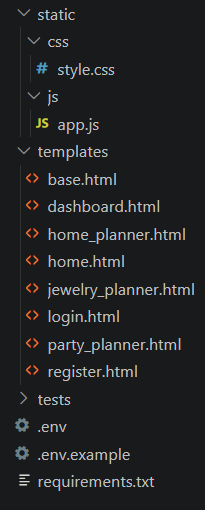 static
css
# style.css
js
JS app.js
templates
<> base.html
<> dashboard.html
<> home_planner.html
<> home.html
<> jewelry_planner.html
<> login.html
<> party_planner.html
<> register.html
tests
.env
.env.example
requirements.txt